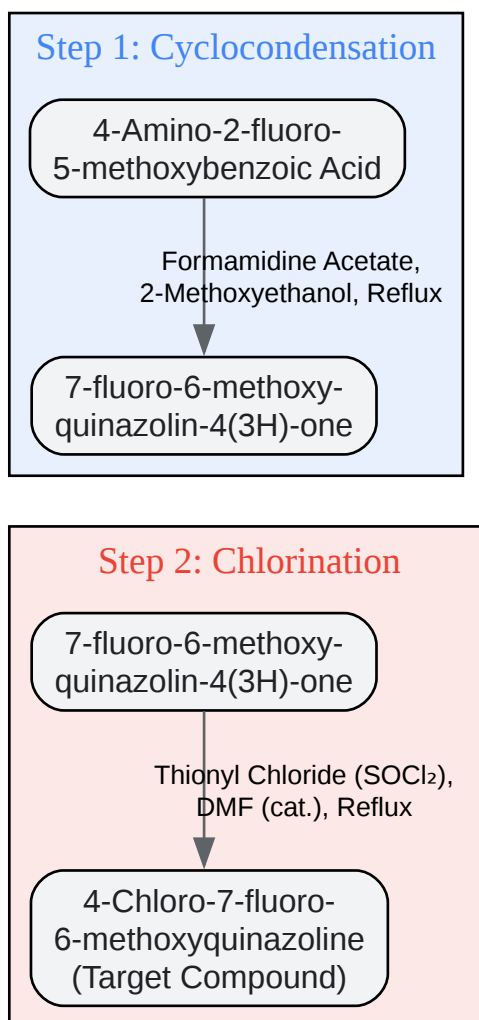 Step 1: Cyclocondensation
4-Amino-2-fluoro-
5-methoxybenzoic Acid
Formamidine Acetate,
2-Methoxyethanol, Reflux
7-fluoro-6-methoxy-
quinazolin-4(3H)-one
Step 2: Chlorination
7-fluoro-6-methoxy-
quinazolin-4(3H)-one
Thionyl Chloride (SOCl₂),
DMF (cat.), Reflux
4-Chloro-7-fluoro-
6-methoxyquinazoline
(Target Compound)